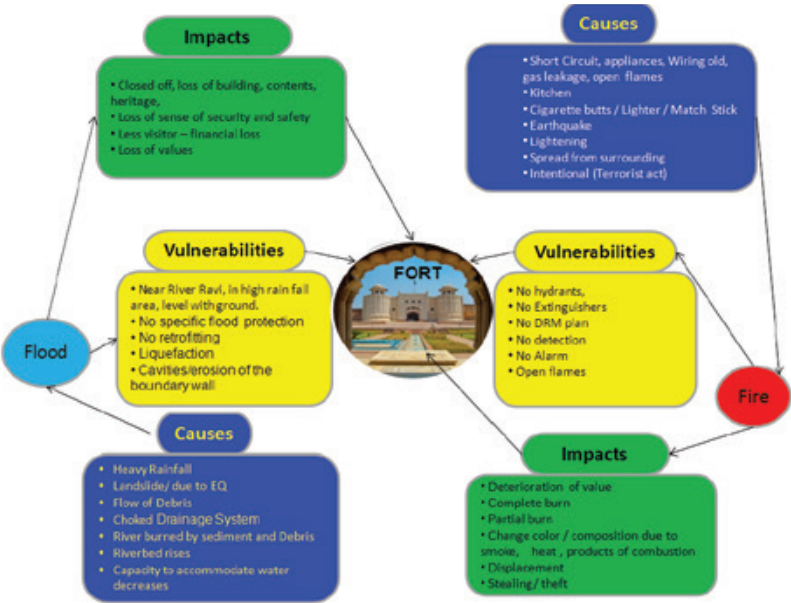 Impacts
• Closed off, loss of building, contents,
heritage,
• Loss of sense of security and safety
• Less visitor – financial loss
• Loss of values
Causes
• Short Circuit, appliances, Wiring old,
gas leakage, open flames
• Kitchen
• Cigarette butts / Lighter / Match Stick
• Earthquake
• Lightening
• Spread from surrounding
• Intentional (Terrorist act)
Vulnerabilities
• Near River Ravi, in high rain fall
area, level with ground.
• No specific flood protection
• No retrofitting
• Liquefaction
• Cavities/erosion of the
boundary wall
FORT
Vulnerabilities
• No hydrants,
• No Extinguishers
• No DRM plan
• No detection
• No Alarm
• Open flames
Flood
Fire
Causes
• Heavy Rainfall
• Landslide/ due to EQ
• Flow of Debris
• Choked Drainage System
• River burned by sediment and Debris
• Riverbed rises
• Capacity to accommodate water
decreases
Impacts
• Deterioration of value
• Complete burn
• Partial burn
• Change color / composition due to
smoke, heat , products of combustion
• Displacement
• Stealing/ theft